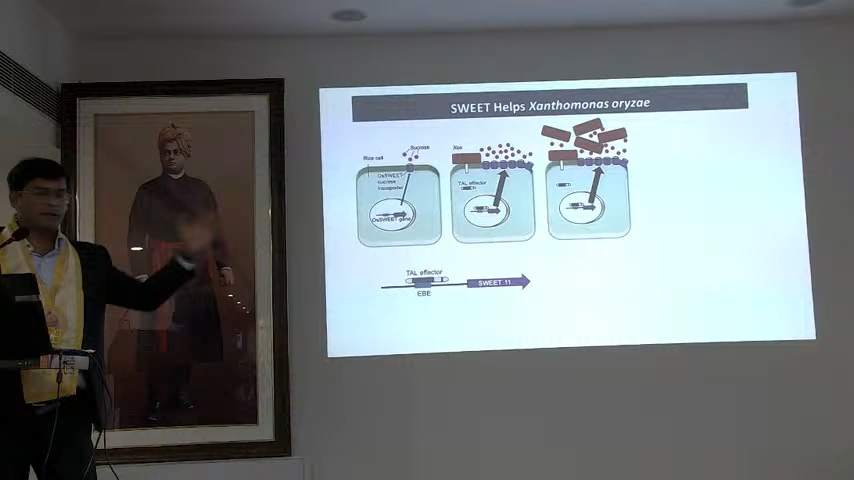 SWEET Helps Xanthomonas oryzae
Sucrose
Rice cell
OsSWEET
sucrose
transporter
OsSWEET gene
Xoo
TAL effector
TAL effector
EBE
SWEET 11